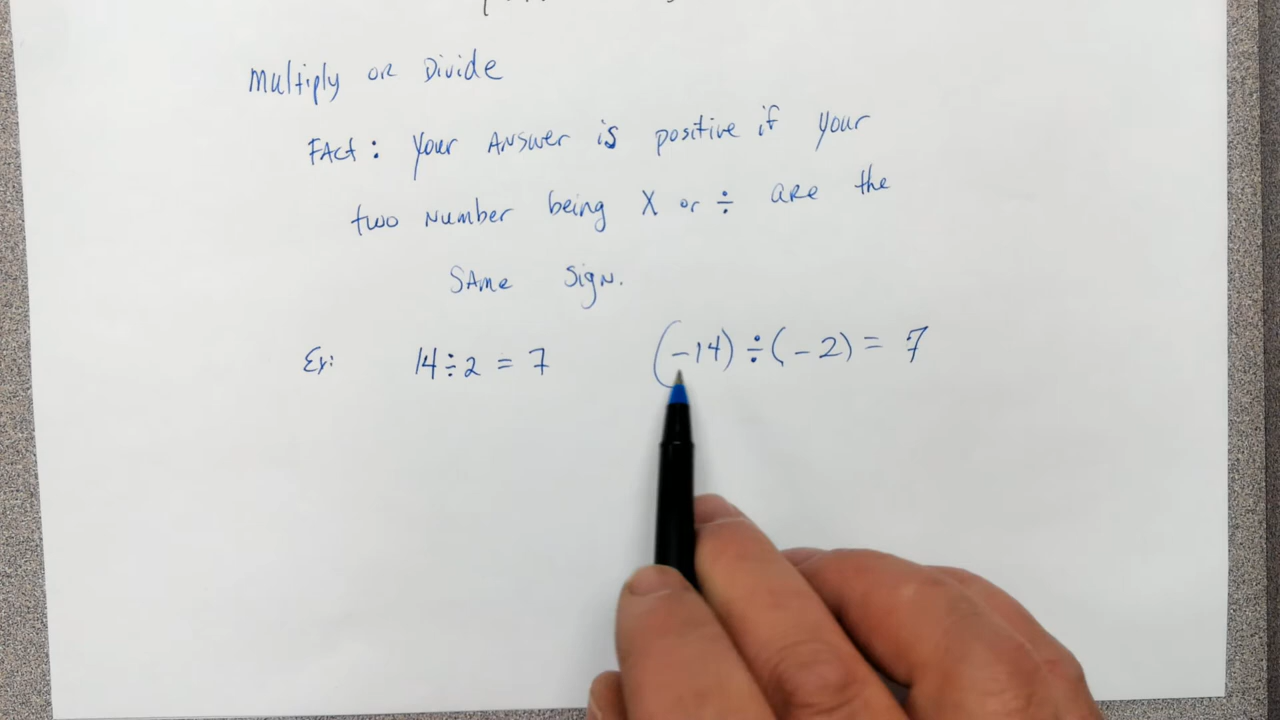 Multiply or Divide
Fact: Your Answer is positive if your
two Number being X or ÷ are the
Same Sign.
Ex: 14÷2 = 7 (-14) ÷ (-2) = 7